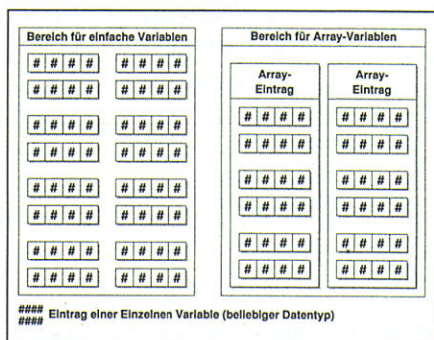 Bereich für einfache Variablen
# # # # # # # #
# # # # # # # #
# # # # # # # #
# # # # # # # #
# # # # # # # #
# # # # # # # #
# # # # # # # #
# # # # # # # #
Bereich für Array-Variablen
Array-
Eintrag
# # # #
# # # #
# # # #
# # # #
# # # #
# # # #
Array-
Eintrag
# # # #
# # # #
# # # #
# # # #
# # # #
# # # #
####
#### Eintrag einer Einzelnen Variable (beliebiger Datentyp)